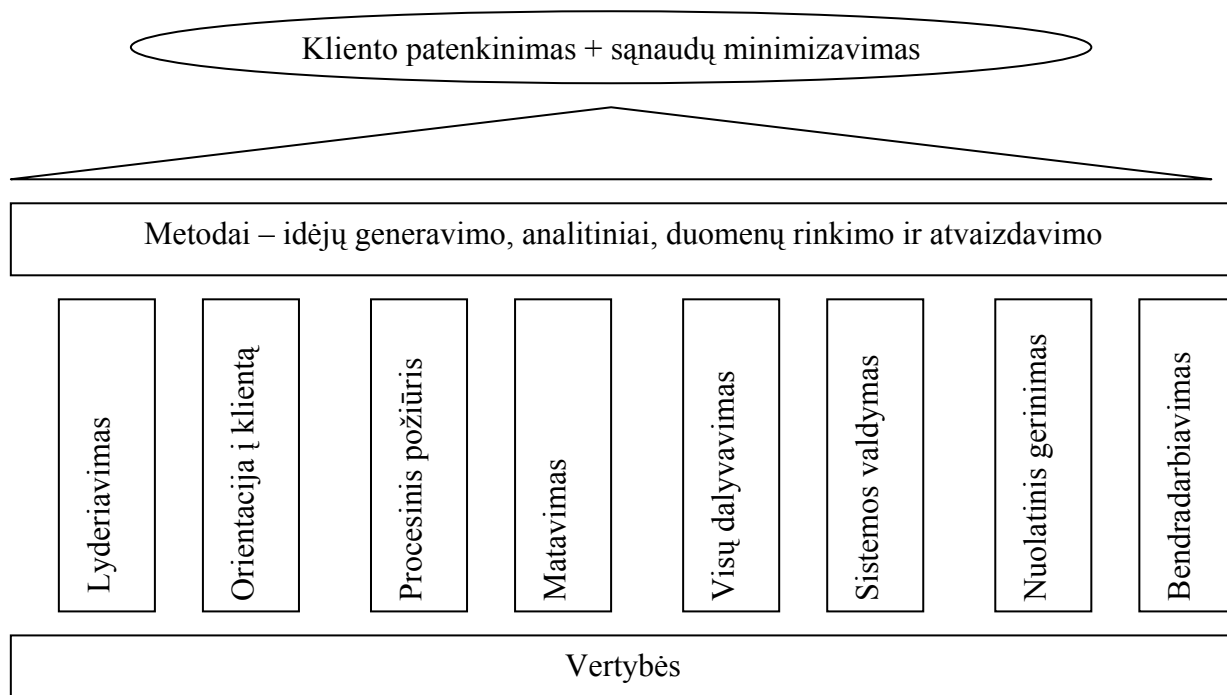 Kliento patenkinimas + sąnaudų minimizavimas
Metodai – idėjų generavimo, analitiniai, duomenų rinkimo ir atvaizdavimo
Lyderiavimas
Orientacija į klientą
Procesinis požiūris
Matavimas
Visų dalyvavimas
Sistemos valdymas
Nuolatinis gerinimas
Bendradarbiavimas
Vertybės